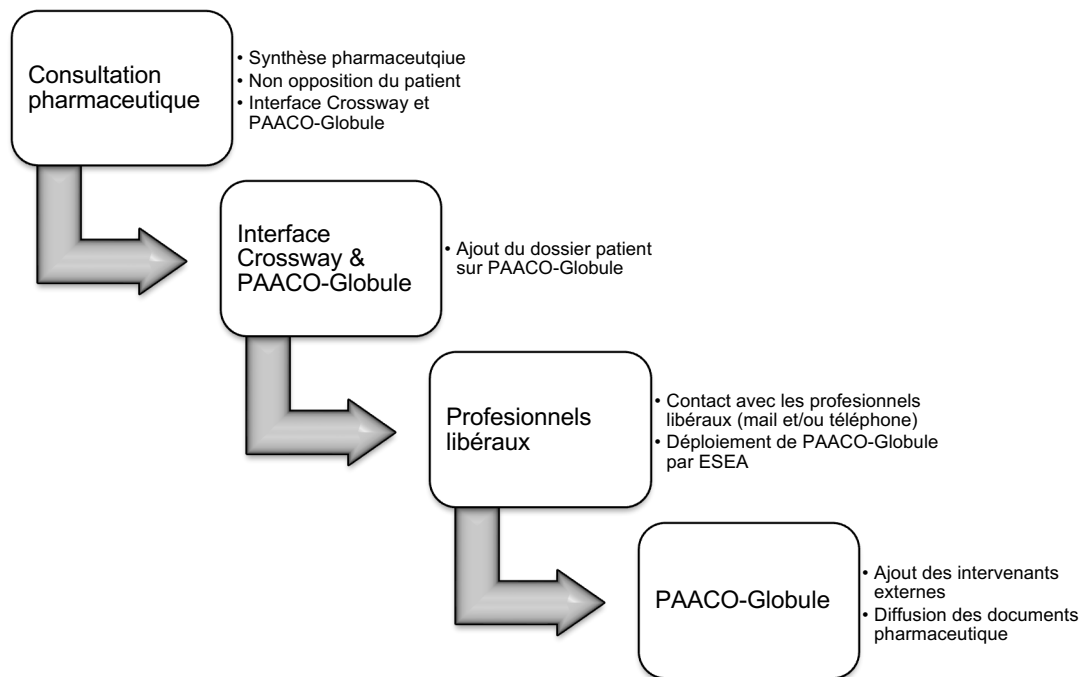 Consultation
pharmaceutique
• Synthèse pharmaceutqiue
• Non opposition du patient
• Interface Crossway et
PAACO-Globule
Interface
Crossway &
PAACO-Globule
• Ajout du dossier patient
sur PAACO-Globule
Profesionnels
libéraux
• Contact avec les profesionnels
libéraux (mail et/ou téléphone)
• Déploiement de PAACO-Globule
par ESEA
PAACO-Globule
• Ajout des intervenants
externes
• Diffusion des documents
pharmaceutique